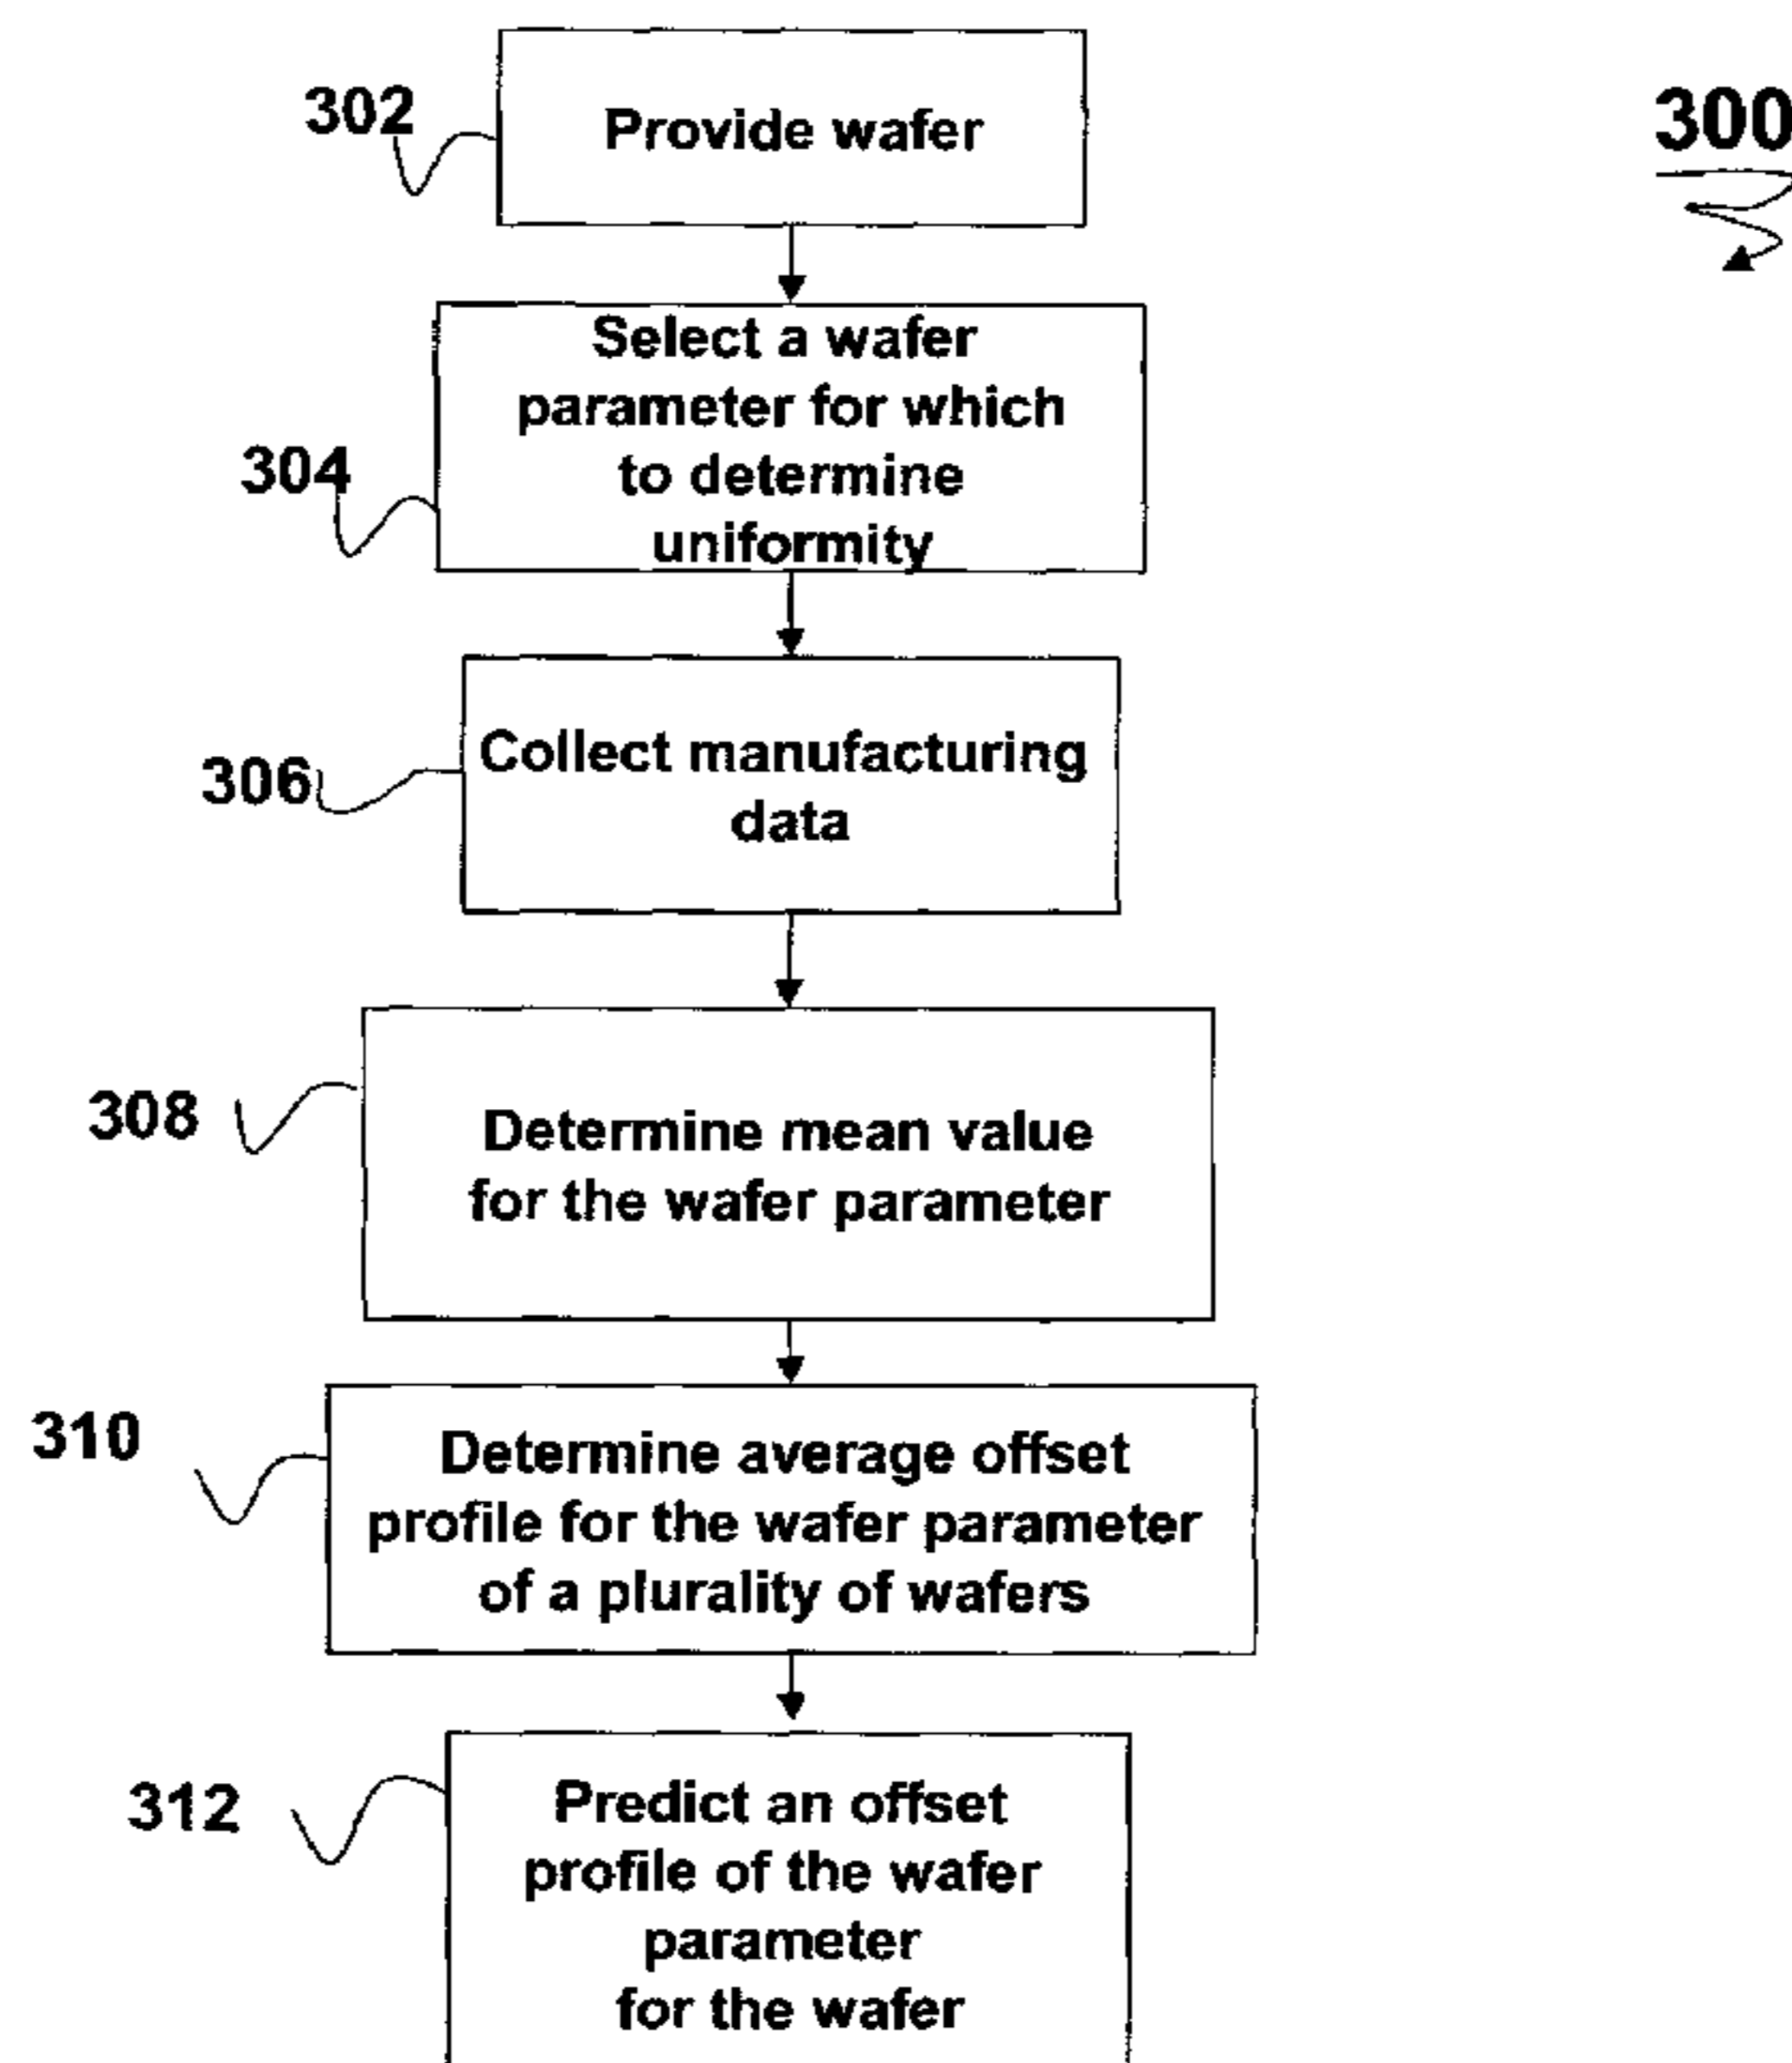 302
Provide wafer
300
304
Select a wafer
parameter for which
to determine
uniformity
306
Collect manufacturing
data
308
Determine mean value
for the wafer parameter
310
Determine average offset
profile for the wafer parameter
of a plurality of wafers
312
Predict an offset
profile of the wafer
parameter
for the wafer